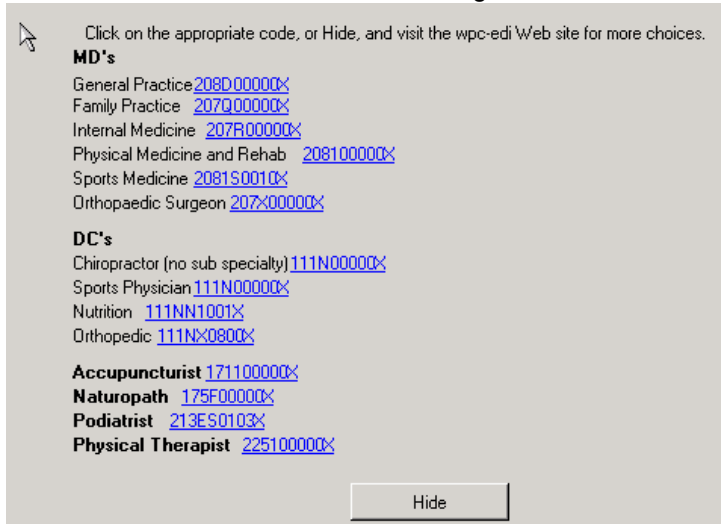 Click on the appropriate code, or Hide, and visit the wpc-edi Web site for more choices.
MD's
General Practice 208D00000X
Family Practice 207Q00000X
Internal Medicine 207R00000X
Physical Medicine and Rehab 208100000X
Sports Medicine 2081S0010X
Orthopaedic Surgeon 207X00000X
DC's
Chiropractor (no sub specialty) 111N00000X
Sports Physician 111N00000X
Nutrition 111NN1001X
Orthopedic 111NX0800X
Accupuncturist 171100000X
Naturopath 175F00000X
Podiatrist 213ES0103X
Physical Therapist 225100000X
Hide